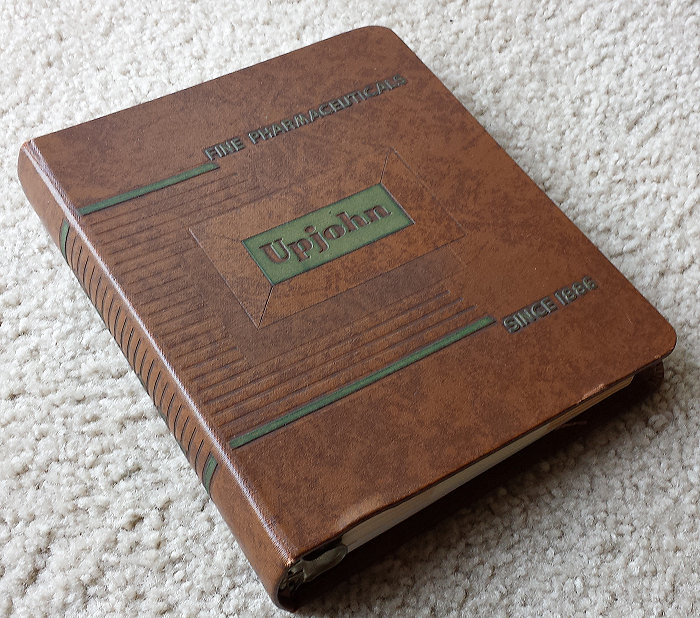 FINE PHARMACEUTICALS
Upjohn
SINCE 1886